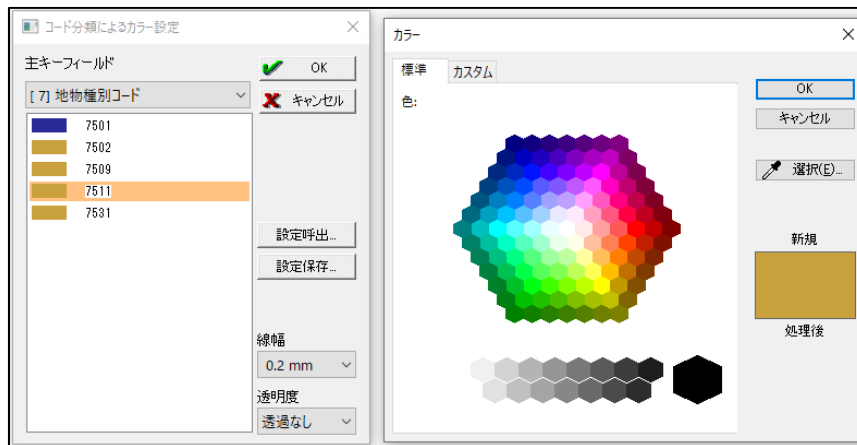 コード分類によるカラー設定
主キーフィールド
[ 7] 地物種別コード
7501
7502
7509
7511
7531
OK
キャンセル
設定呼出...
設定保存...
線幅
0.2 mm
透明度
透過なし
カラー
標準
カスタム
色:
OK
キャンセル
選択(E)...
新規
処理後